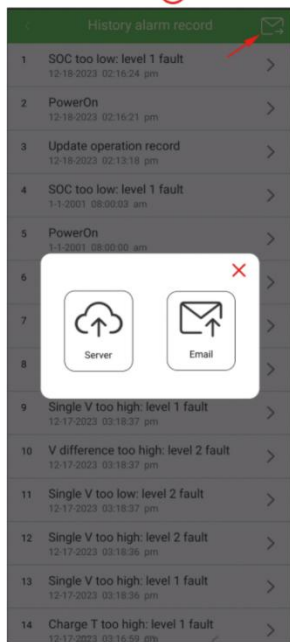 History alarm record
1 SOC too low: level 1 fault
12-18-2023 02:16:24 pm
2 PowerOn
12-18-2023 02:16:21 pm
3 Update operation record
12-18-2023 02:13:18 pm
4 SOC too low: level 1 fault
1-1-2001 08:00:03 am
5 PowerOn
1-1-2001 08:00:00 am
6
7
Server
Email
8
9 Single V too high: level 1 fault
12-17-2023 03:18:37 pm
10 V difference too high: level 2 fault
12-17-2023 03:18:37 pm
11 Single V too low: level 2 fault
12-17-2023 03:18:37 pm
12 Single V too high: level 2 fault
12-17-2023 03:18:36 pm
13 Single V too high: level 1 fault
12-17-2023 03:18:36 pm
14 Charge T too high: level 1 fault
12-17-2023 03:16:59 pm